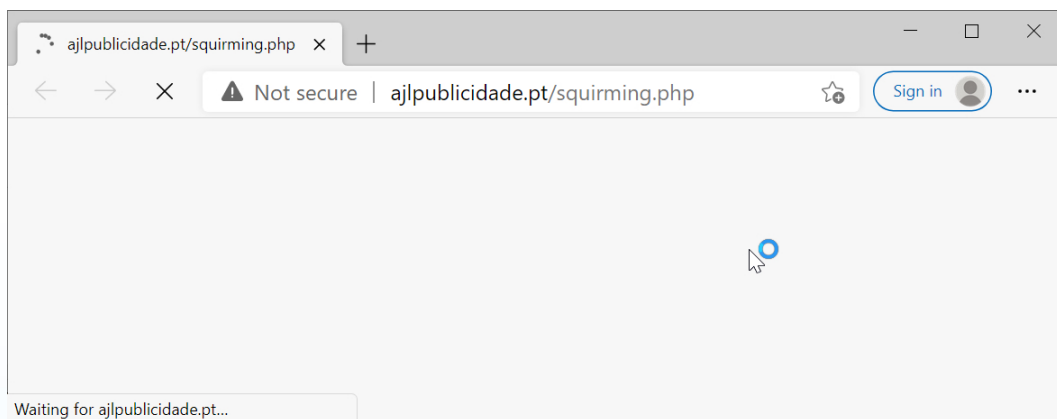 ajlpublicidade.pt/squirming.php
Not secure | ajlpublicidade.pt/squirming.php Sign in
Waiting for ajlpublicidade.pt...